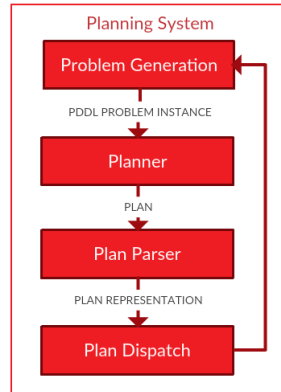 Planning System
Problem Generation
PDDL PROBLEM INSTANCE
Planner
PLAN
Plan Parser
PLAN REPRESENTATION
Plan Dispatch